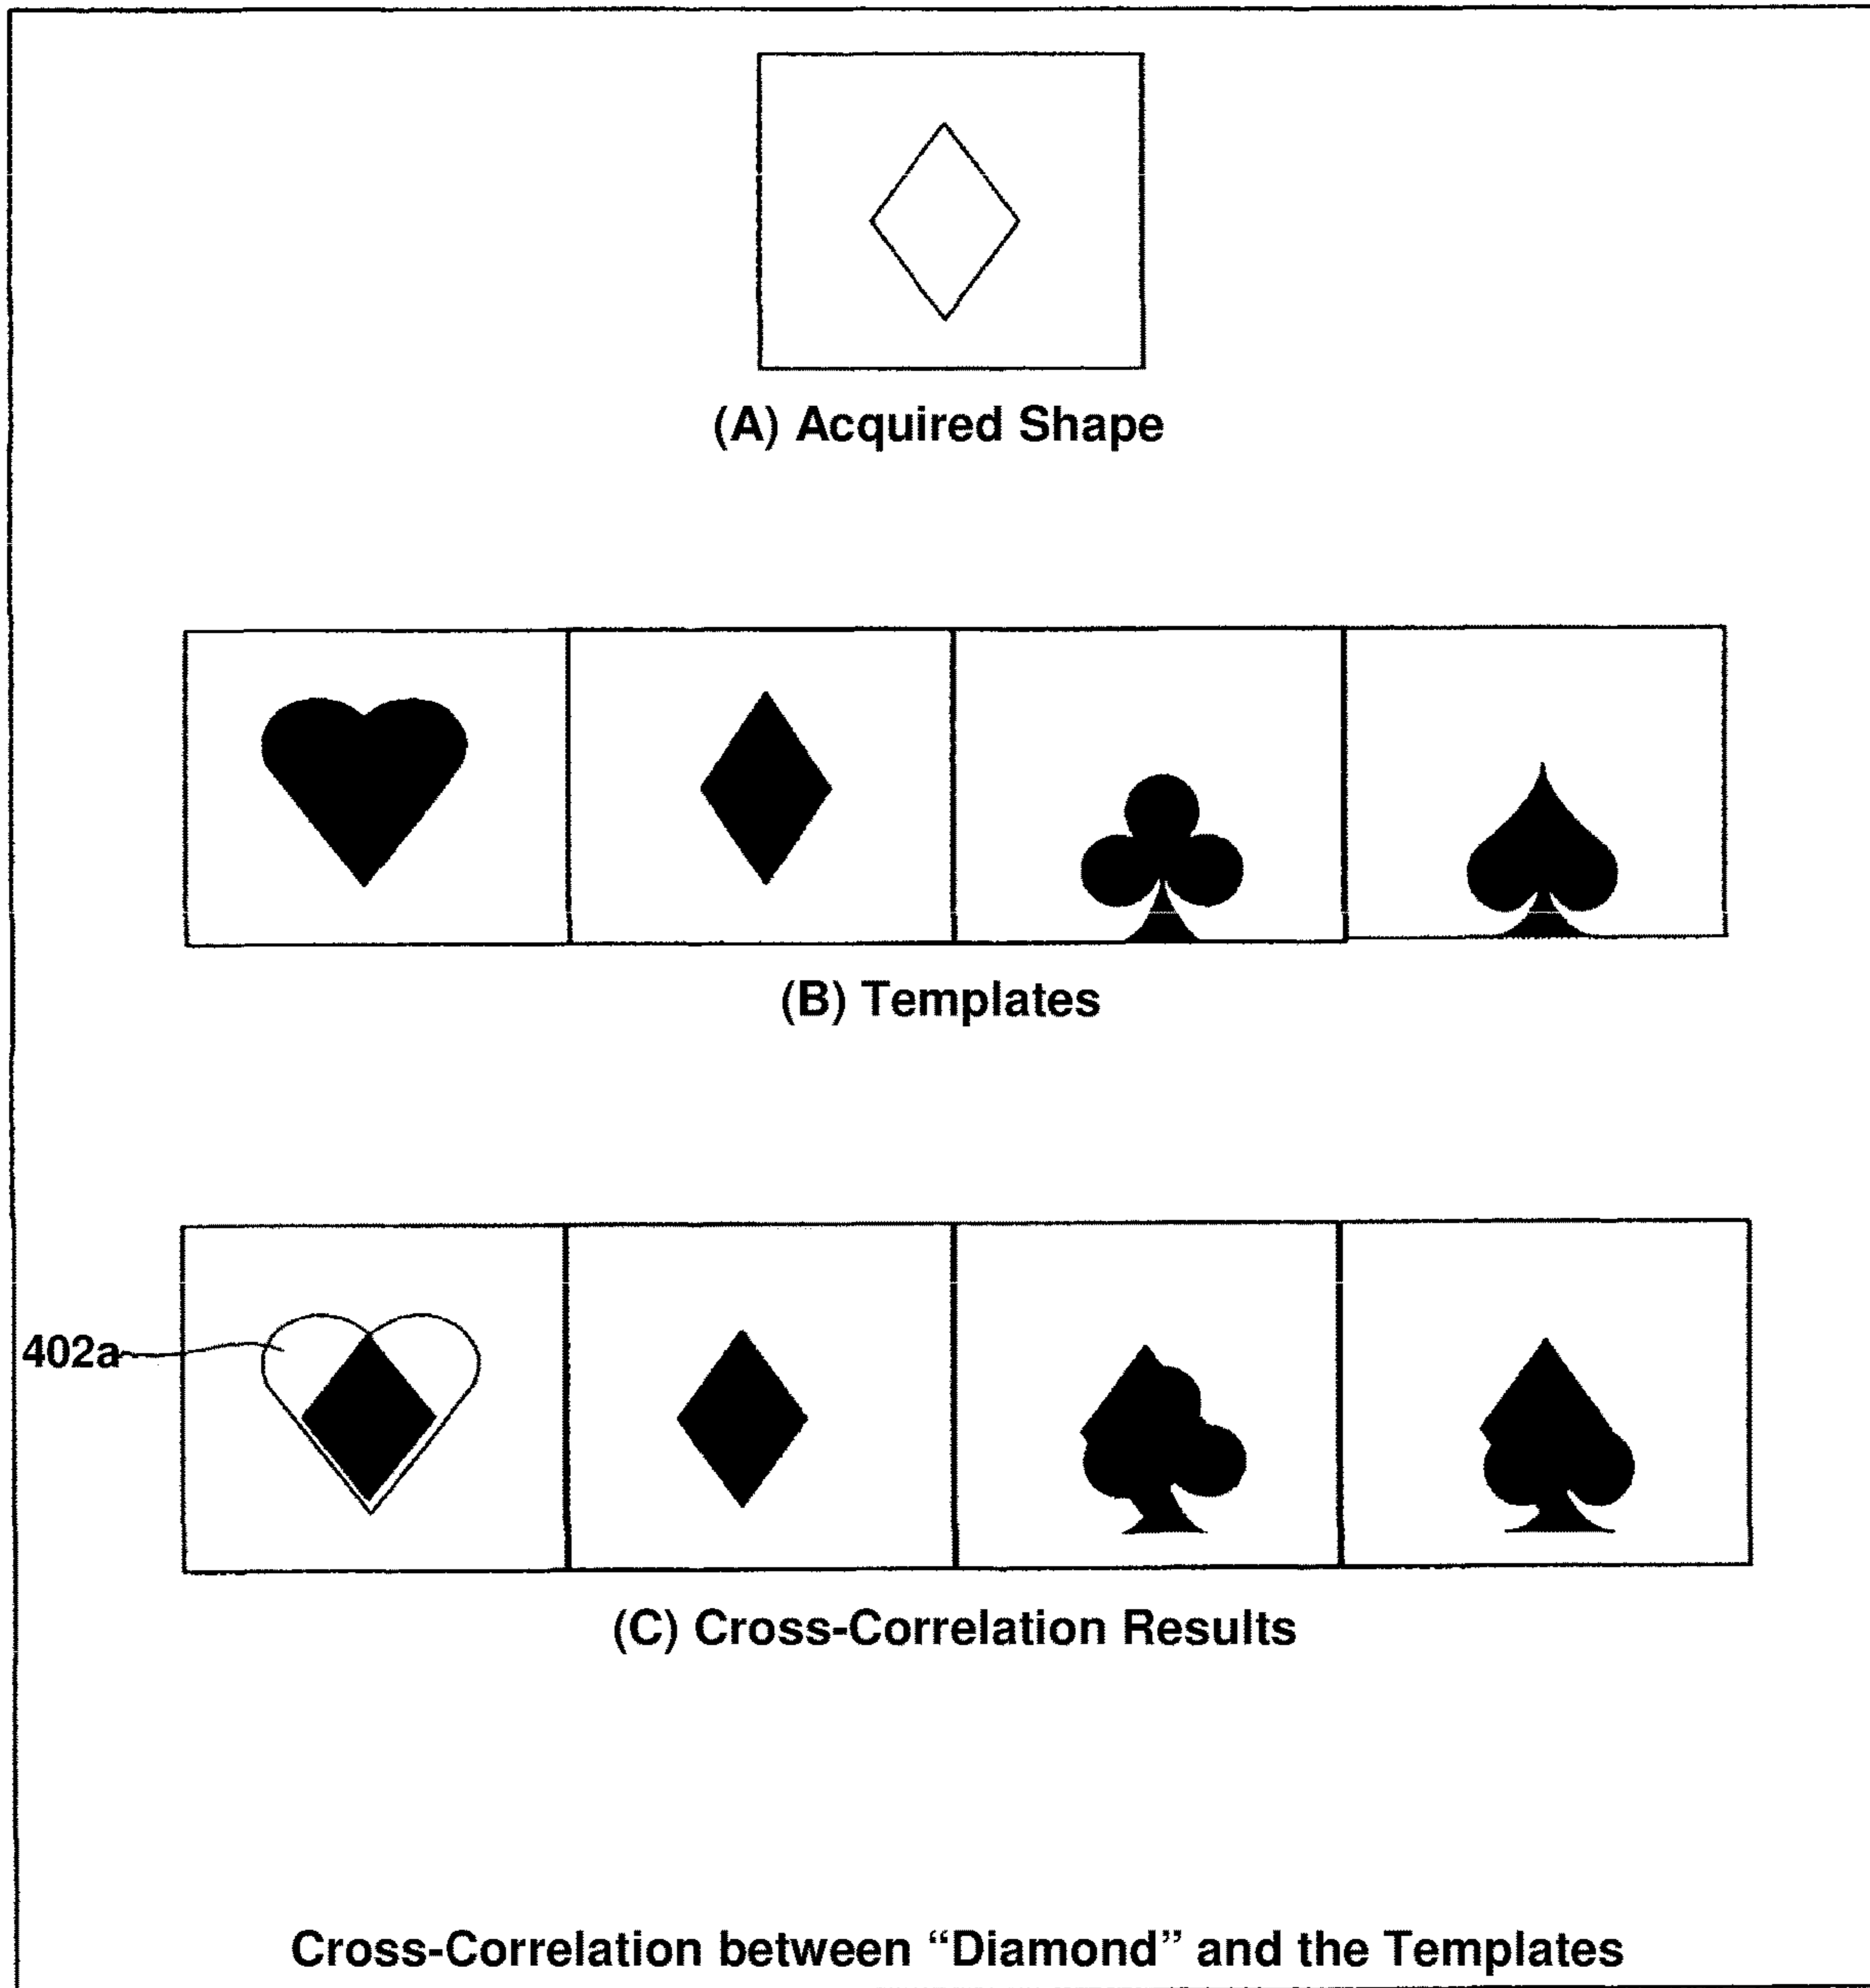 (A) Acquired Shape
(B) Templates
402a
(C) Cross-Correlation Results
Cross-Correlation between “Diamond” and the Templates